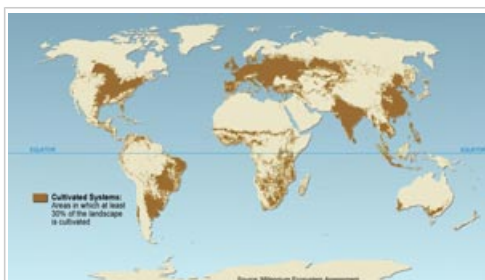 EQUATOR
EQUATOR
Cultivated Systems:
Areas in which at least
30% of the landscape
is cultivated
Source: Millennium Ecosystem Assessment